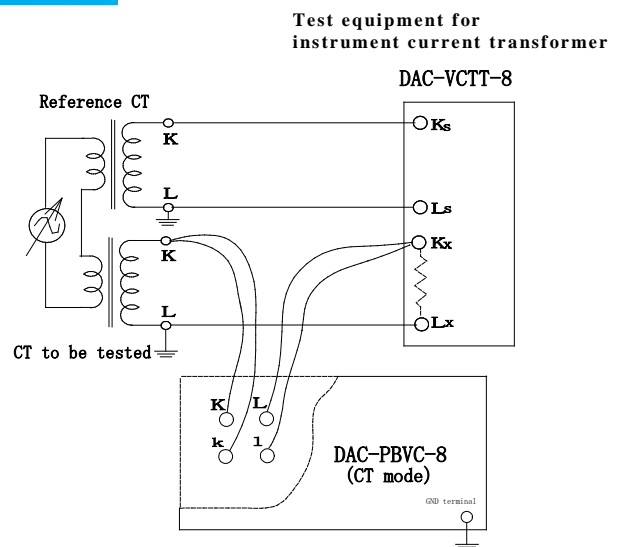 Test equipment for
instrument current transformer
DAC-VCTT-8
Reference CT
K
Ks
L
Ls
K
Kx
L
Lx
CT to be tested
K L
k l
DAC-PBVC-8
(CT mode)
GND terminal